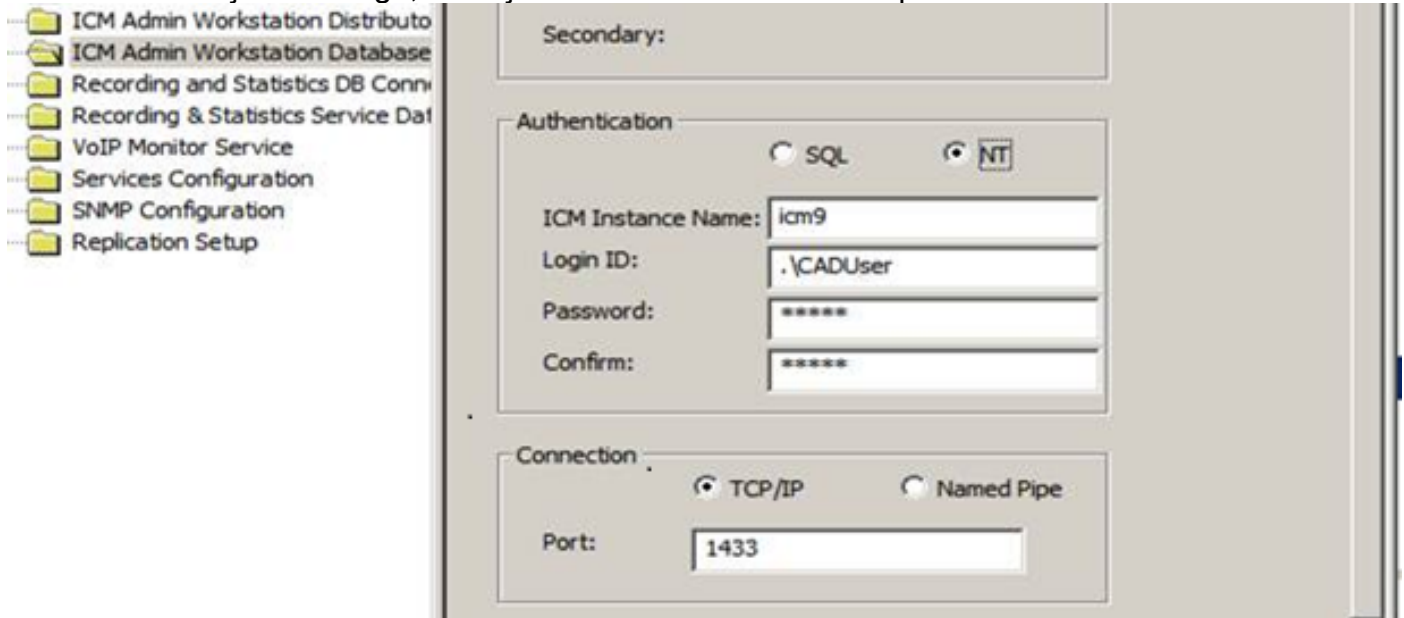 ICM Admin Workstation Distributo
ICM Admin Workstation Database
Recording and Statistics DB Conn
Recording & Statistics Service Dat
VoIP Monitor Service
Services Configuration
SNMP Configuration
Replication Setup
Secondary:
Authentication
SQL NT
ICM Instance Name: icm9
Login ID: .\CADUser
Password: *****
Confirm: *****
Connection
TCP/IP Named Pipe
Port: 1433